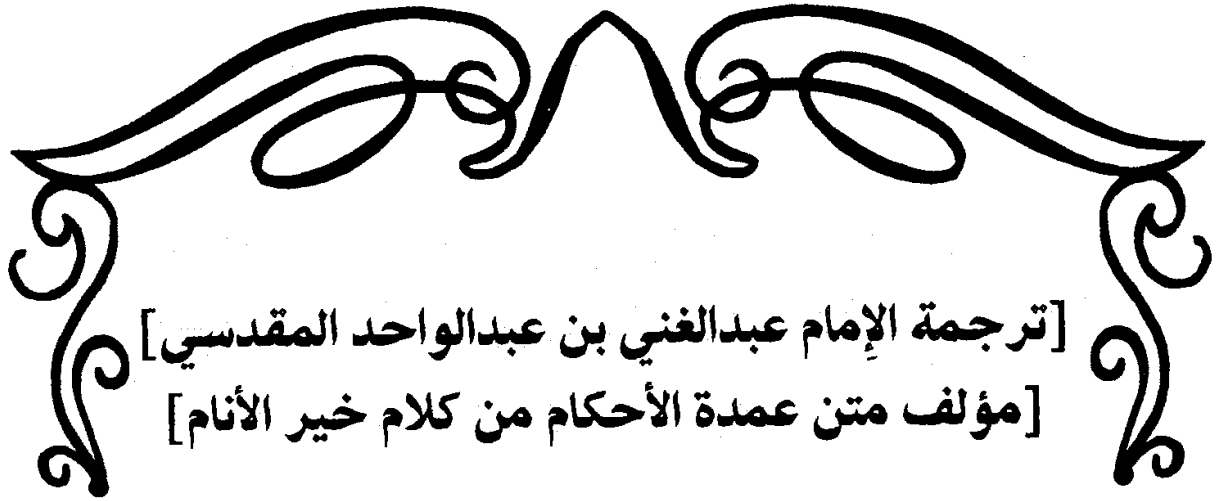 [ترجمة الإِمام عبدالغني بن عبدالواحد المقدسي]
[مؤلف متن عمدة الأحكام من كلام خير الأنام]